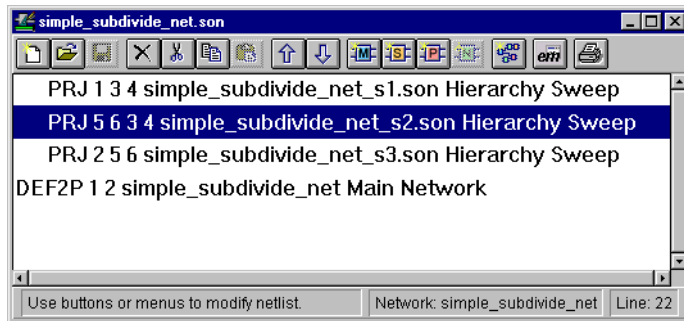 simple_subdivide_net.son
M S P N em
PRJ 1 3 4 simple_subdivide_net_s1.son Hierarchy Sweep
PRJ 5 6 3 4 simple_subdivide_net_s2.son Hierarchy Sweep
PRJ 2 5 6 simple_subdivide_net_s3.son Hierarchy Sweep
DEF2P 1 2 simple_subdivide_net Main Network
Use buttons or menus to modify netlist. Network: simple_subdivide_net Line: 22